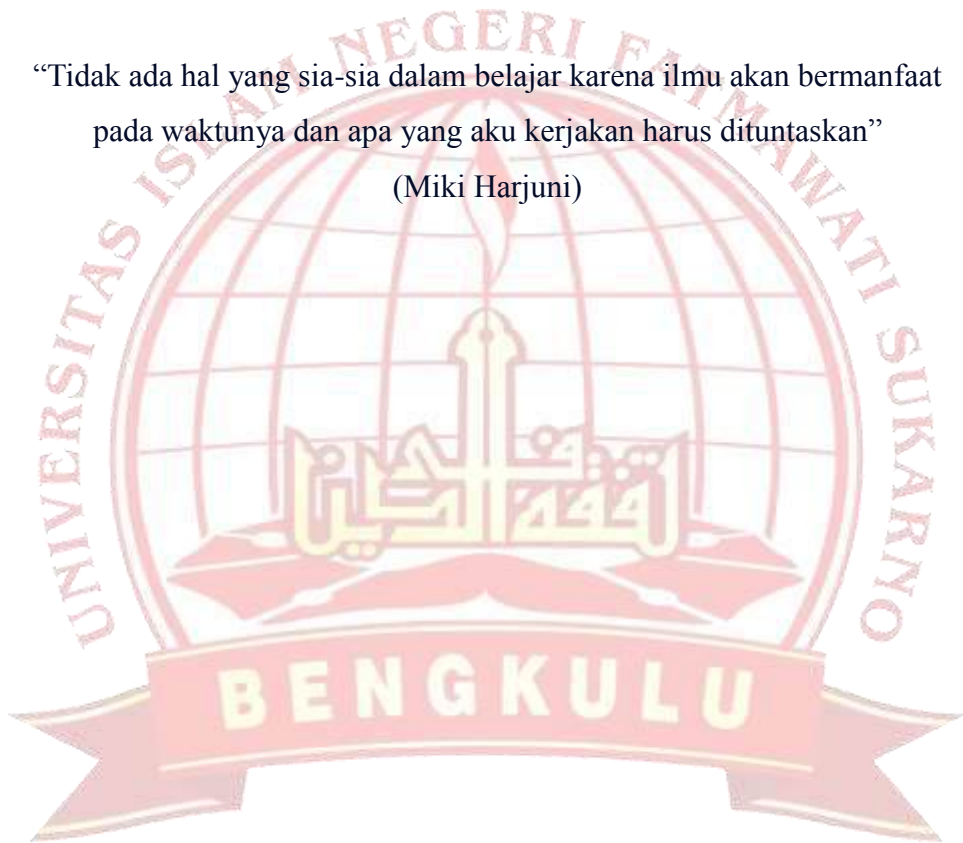 “Tidak ada hal yang sia-sia dalam belajar karena ilmu akan bermanfaat
pada waktunya dan apa yang aku kerjakan harus dituntaskan”
(Miki Harjuni)
UNIVERSITAS ISLAM NEGERI FATMAWATI SUKARNO
BENGKULU